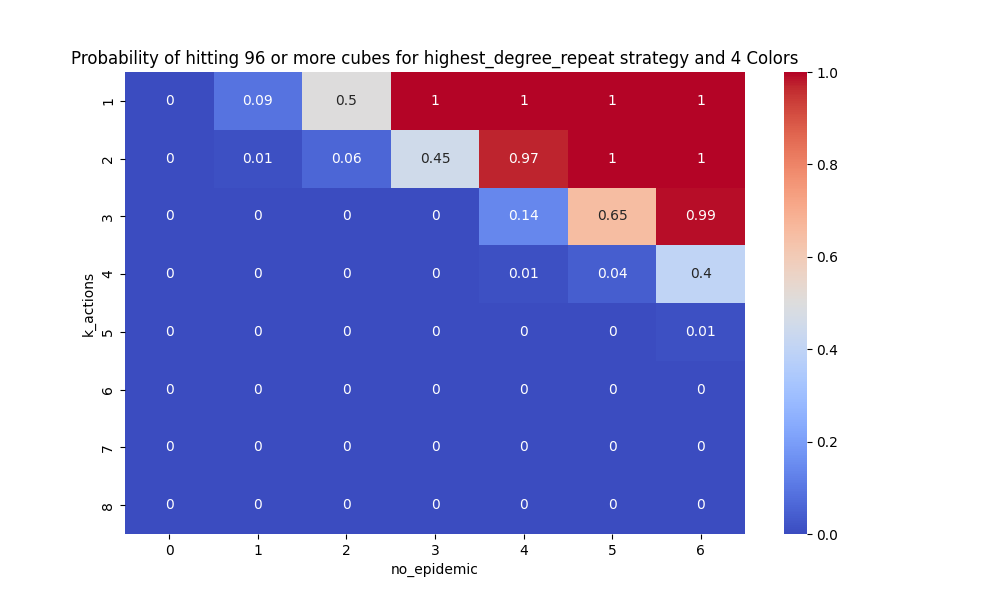 Probability of hitting 96 or more cubes for highest_degree_repeat strategy and 4 Colors
1 0 0.09 0.5 1 1 1 1
2 0 0.01 0.06 0.45 0.97 1 1
3 0 0 0 0 0.14 0.65 0.99
4 0 0 0 0 0.01 0.04 0.4
5 0 0 0 0 0 0 0.01
6 0 0 0 0 0 0 0
7 0 0 0 0 0 0 0
8 0 0 0 0 0 0 0
k_actions
0 1 2 3 4 5 6
no_epidemic
1.0
0.8
0.6
0.4
0.2
0.0